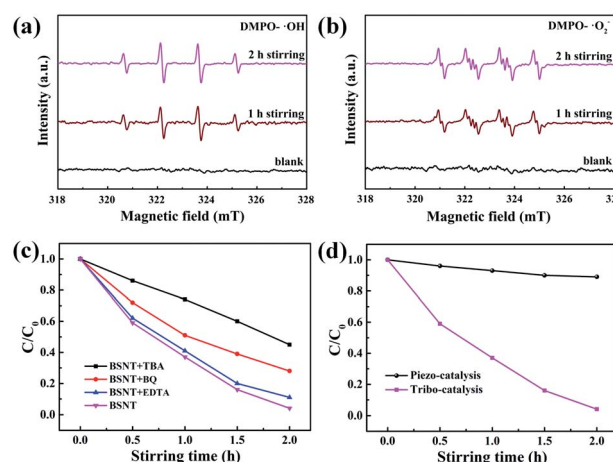 (a)
DMPO- ·OH
2 h stirring
1 h stirring
blank
Intensity (a.u.)
318 320 322 324 326 328
Magnetic field (mT)
(b)
DMPO- ·O₂⁻
2 h stirring
1 h stirring
blank
Intensity (a.u.)
318 320 322 324 326
Magnetic field (mT)
(c)
1.0
0.8
0.6
0.4
0.2
0.0
C/C₀
BSNT+TBA
BSNT+BQ
BSNT+EDTA
BSNT
0.0 0.5 1.0 1.5 2.0
Stirring time (h)
(d)
1.0
0.8
0.6
0.4
0.2
0.0
C/C₀
Piezo-catalysis
Tribo-catalysis
0.0 0.5 1.0 1.5 2.0
Stirring time (h)